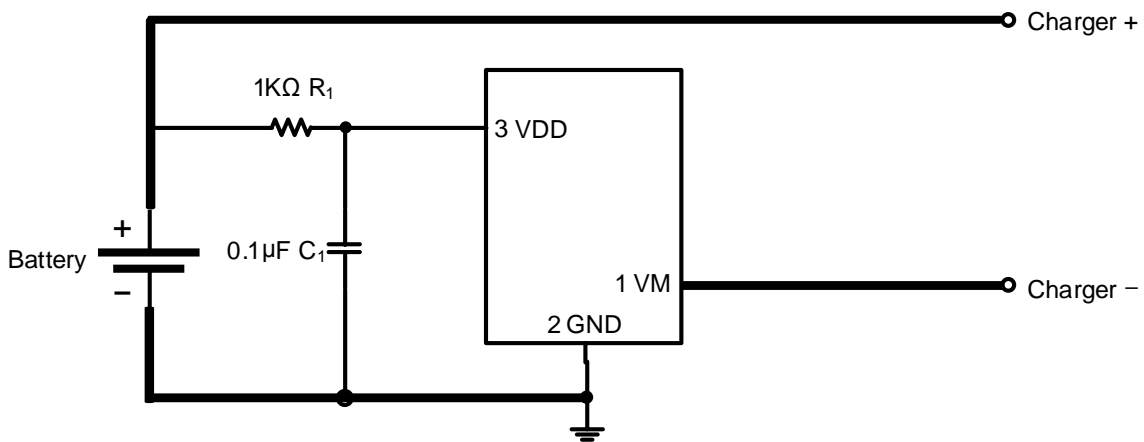 Charger +
1KΩ R₁
3 VDD
+
Battery
0.1µF C₁
−
1 VM
Charger −
2 GND